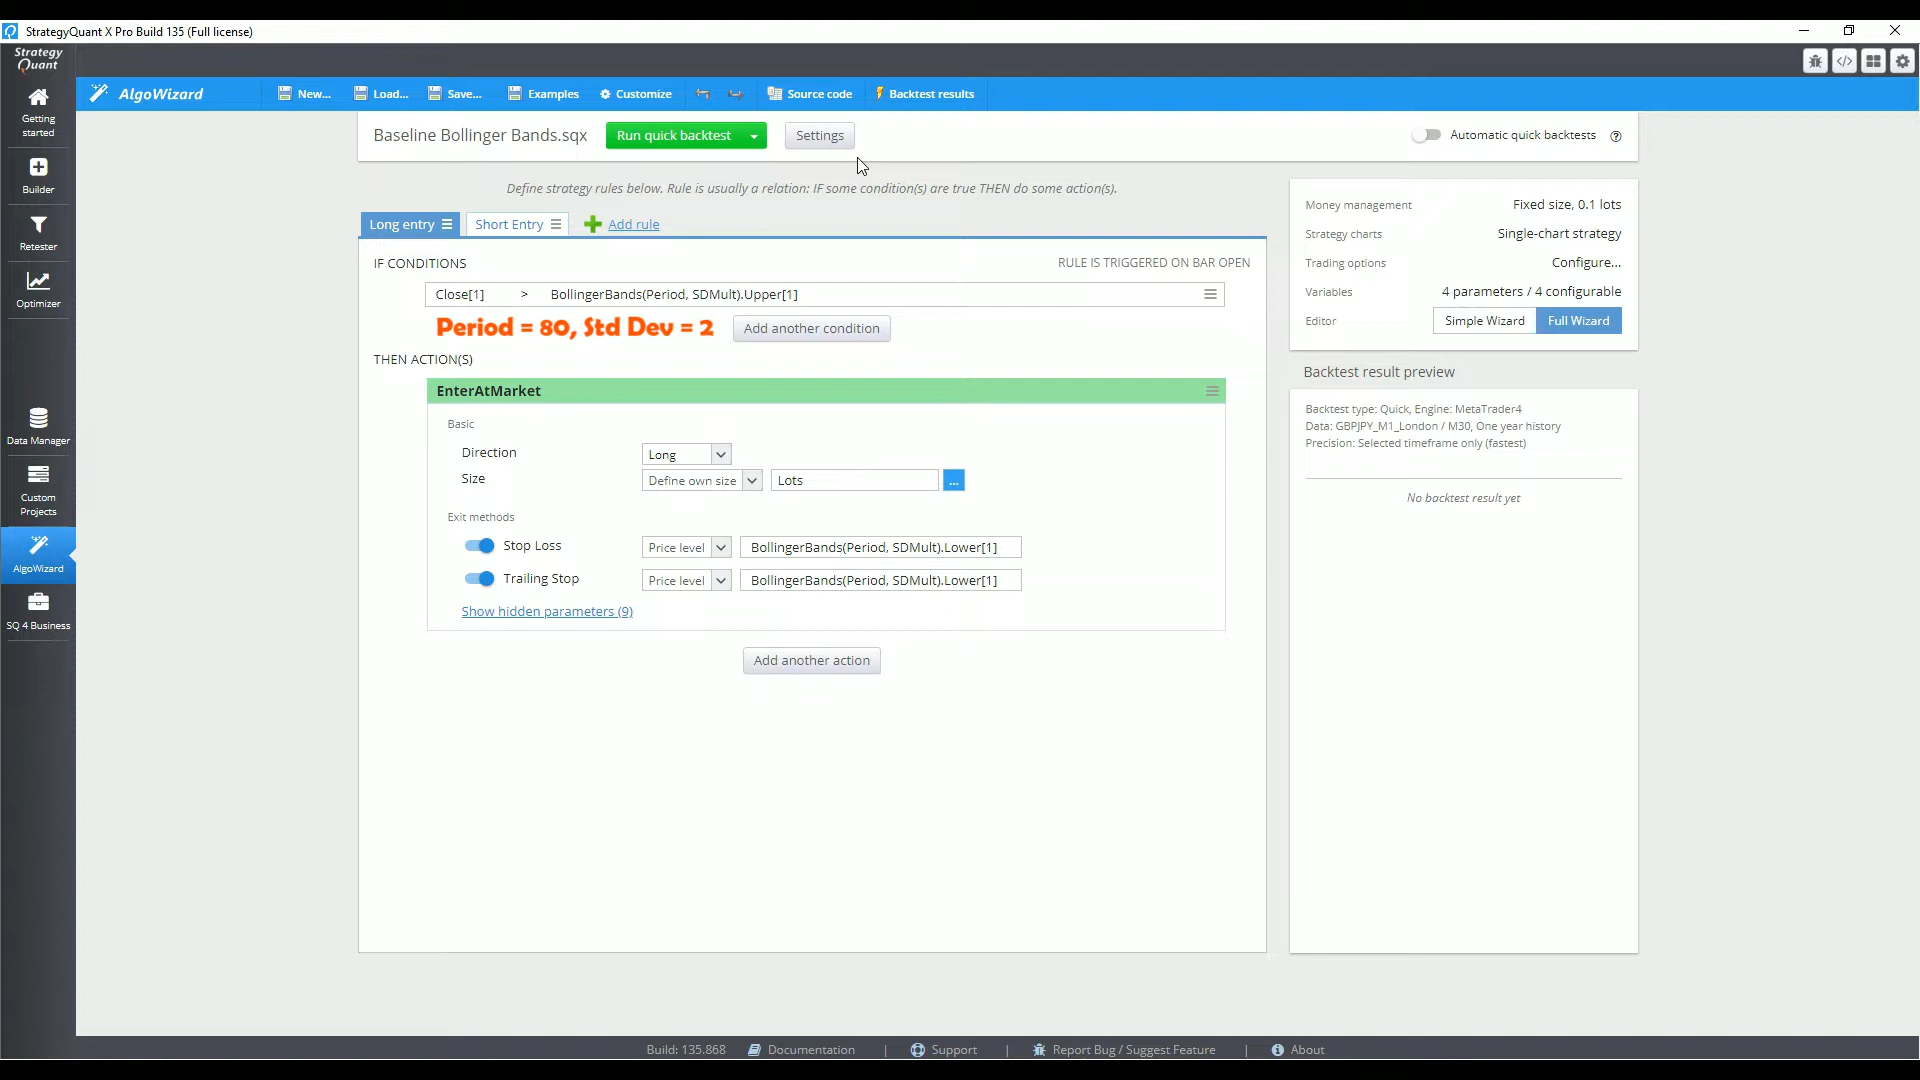 StrategyQuant X Pro Build 135 (Full license)
Strategy
Quant
AlgoWizard
New...
Load...
Save...
Examples
Customize
Source code
Backtest results
Getting
started
Builder
Retester
Optimizer
Data Manager
Custom
Projects
AlgoWizard
SQ 4 Business
Baseline Bollinger Bands.sqx
Run quick backtest
Settings
Automatic quick backtests
Define strategy rules below. Rule is usually a relation: IF some condition(s) are true THEN do some action(s).
Long entry
Short Entry
Add rule
IF CONDITIONS
RULE IS TRIGGERED ON BAR OPEN
Close[1] > BollingerBands(Period, SDMult).Upper[1]
Period = 80, Std Dev = 2
Add another condition
THEN ACTION(S)
EnterAtMarket
Basic
Direction Long
Size Define own size Lots ...
Exit methods
Stop Loss Price level BollingerBands(Period, SDMult).Lower[1]
Trailing Stop Price level BollingerBands(Period, SDMult).Lower[1]
Show hidden parameters (9)
Add another action
Money management Fixed size, 0.1 lots
Strategy charts Single-chart strategy
Trading options Configure...
Variables 4 parameters / 4 configurable
Editor Simple Wizard Full Wizard
Backtest result preview
Backtest type: Quick, Engine: MetaTrader4
Data: GBPJPY_M1_London / M30, One year history
Precision: Selected timeframe only (fastest)
No backtest result yet
Build: 135.868 Documentation | Support | Report Bug / Suggest Feature | About